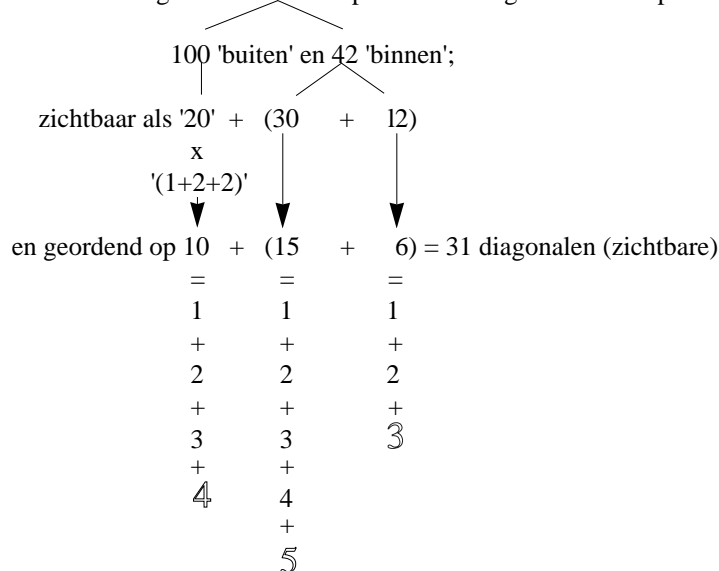 100 'buiten' en 42 'binnen';
zichtbaar als '20' + (30 + l2)
x
'(1+2+2)'
en geordend op 10 + (15 + 6) = 31 diagonalen (zichtbare)
= = =
1 1 1
+ + +
2 2 2
+ + +
3 3 3
+ +
4 4
+
5